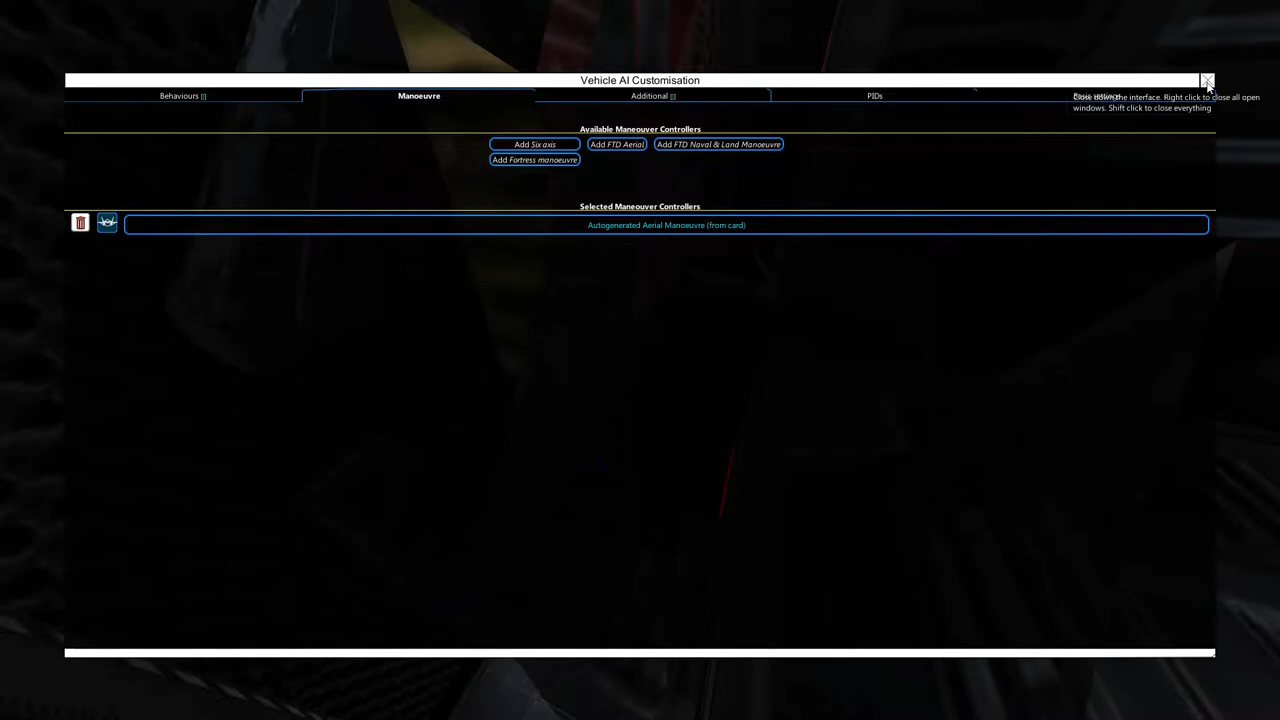 Vehicle AI Customisation
Behaviours
Manoeuvre
Additional
PIDs
Close down the interface. Right click to close all open
windows. Shift click to close everything
Available Maneouver Controllers
Add Six axis
Add FTD Aerial
Add FTD Naval & Land Manoeuvre
Add Fortress manoeuvre
Selected Maneouver Controllers
Autogenerated Aerial Manoeuvre (from card)